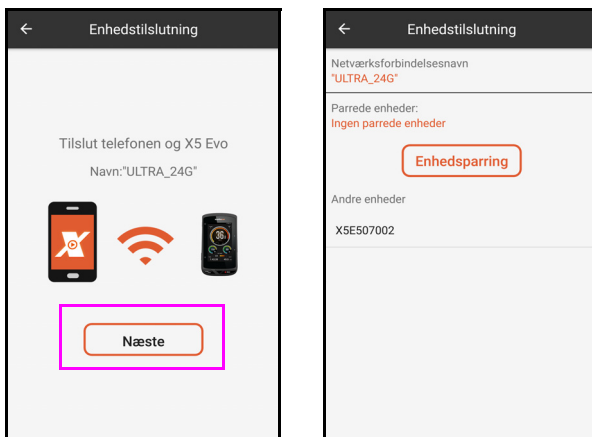 Enhedstilslutning
Tilslut telefonen og X5 Evo
Navn:"ULTRA_24G"
36
Næste
Enhedstilslutning
Netværksforbindelsesnavn
"ULTRA_24G"
Parrede enheder:
Ingen parrede enheder
Enhedsparring
Andre enheder
X5E507002